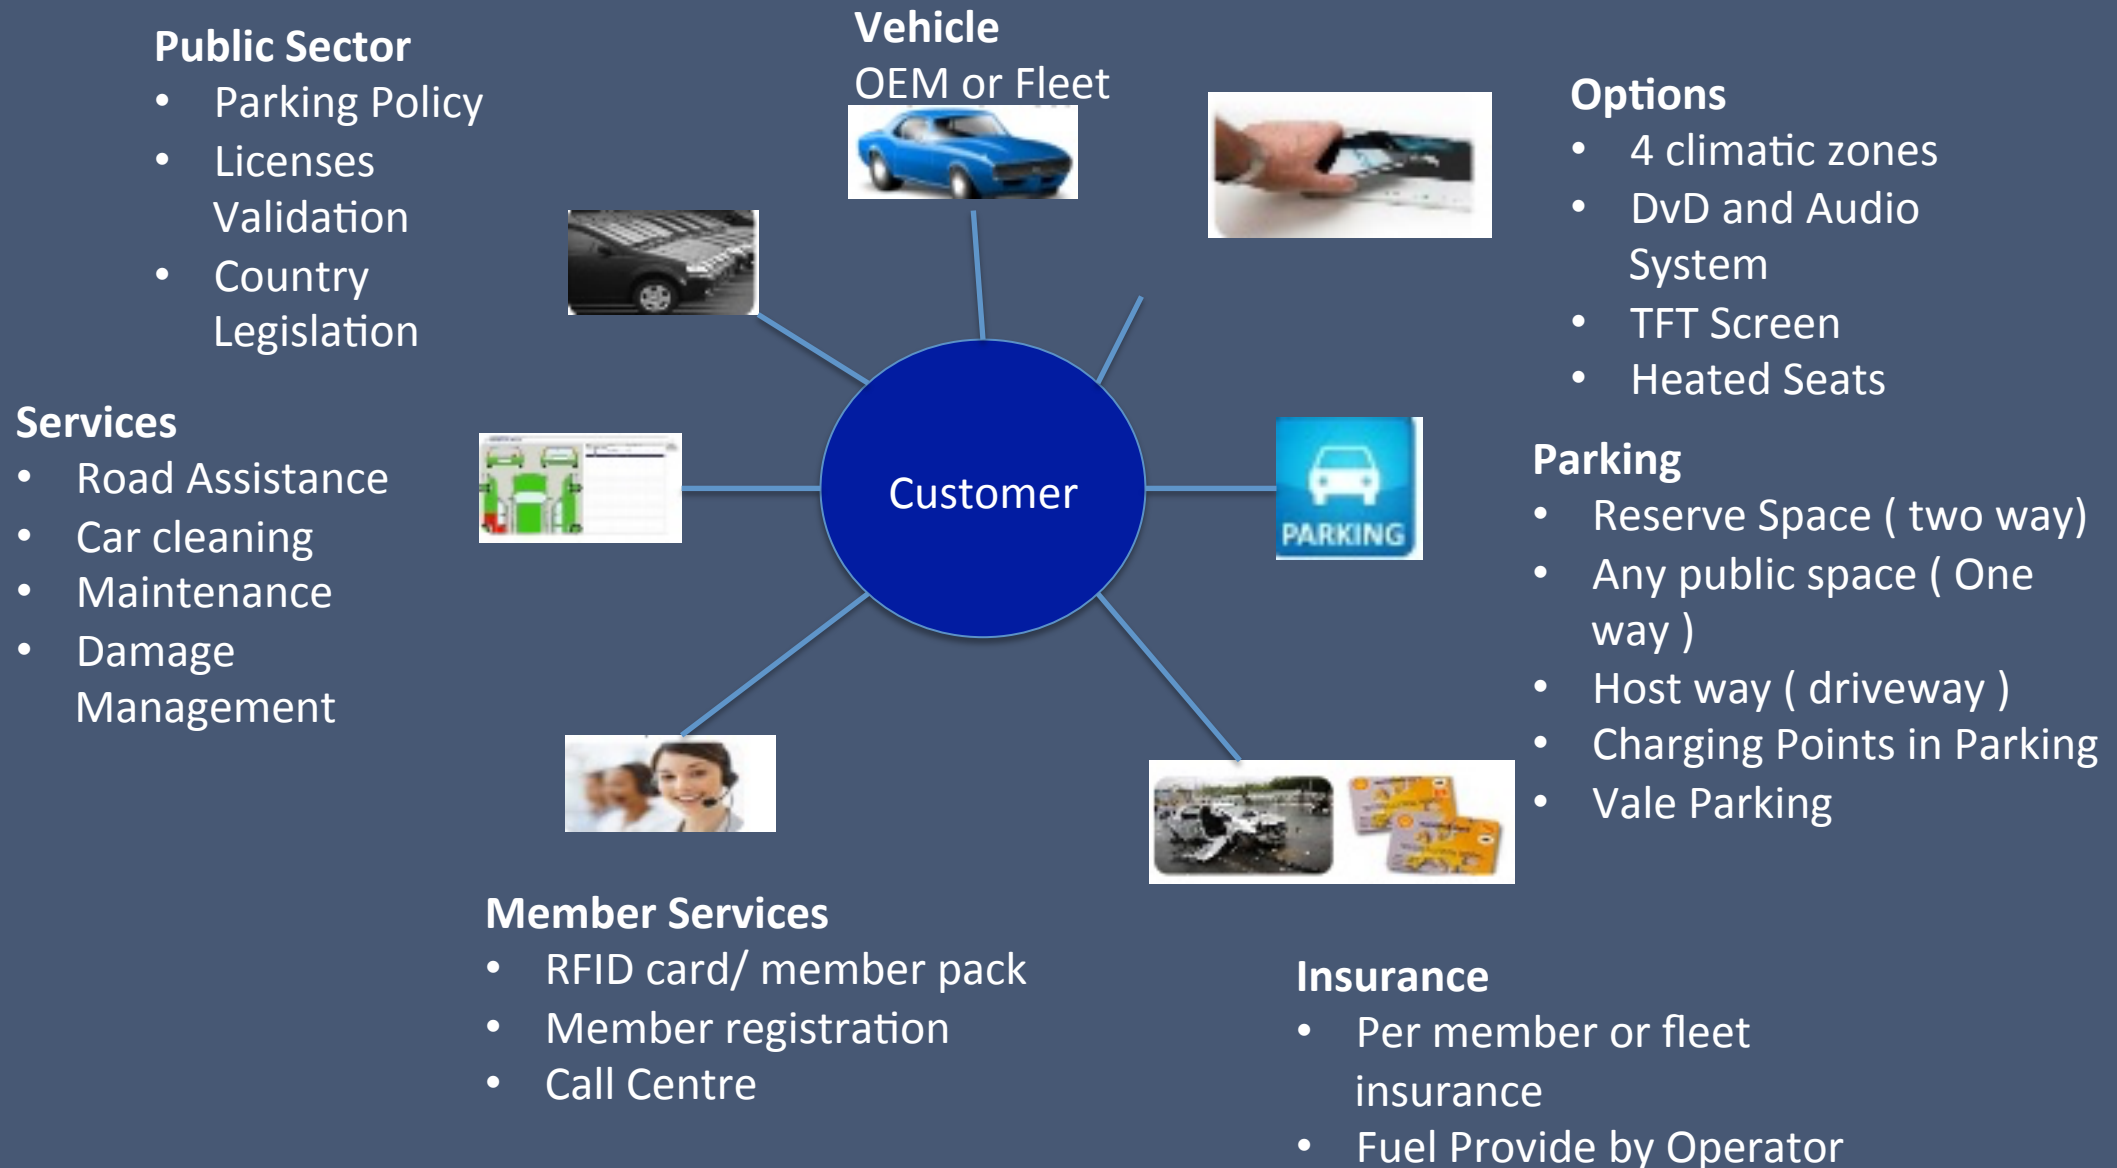 Public Sector
• Parking Policy
• Licenses
Validation
• Country
Legislation
Vehicle
OEM or Fleet
Options
• 4 climatic zones
• DvD and Audio
System
• TFT Screen
• Heated Seats
Services
• Road Assistance
• Car cleaning
• Maintenance
• Damage
Management
Customer
PARKING
Parking
• Reserve Space ( two way)
• Any public space ( One
way )
• Host way ( driveway )
• Charging Points in Parking
• Vale Parking
Member Services
• RFID card/ member pack
• Member registration
• Call Centre
Insurance
• Per member or fleet
insurance
• Fuel Provide by Operator